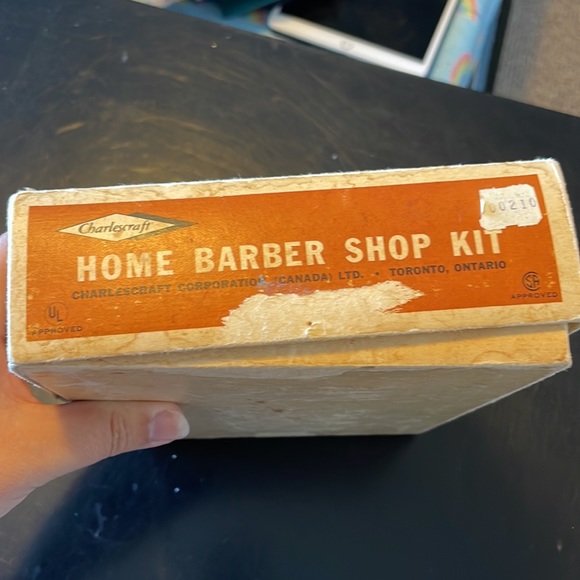 Charlescraft
00210
HOME BARBER SHOP KIT
CHARLESCRAFT CORPORATION (CANADA) LTD. • TORONTO, ONTARIO
UL
APPROVED
SA
APPROVED